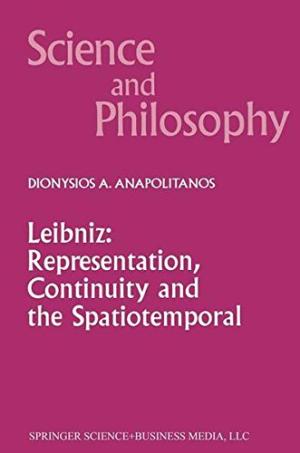 Science
and
Philosophy
DIONYSIOS A. ANAPOLITANOS
Leibniz:
Representation,
Continuity and
the Spatiotemporal
SPRINGER SCIENCE+BUSINESS MEDIA, LLC